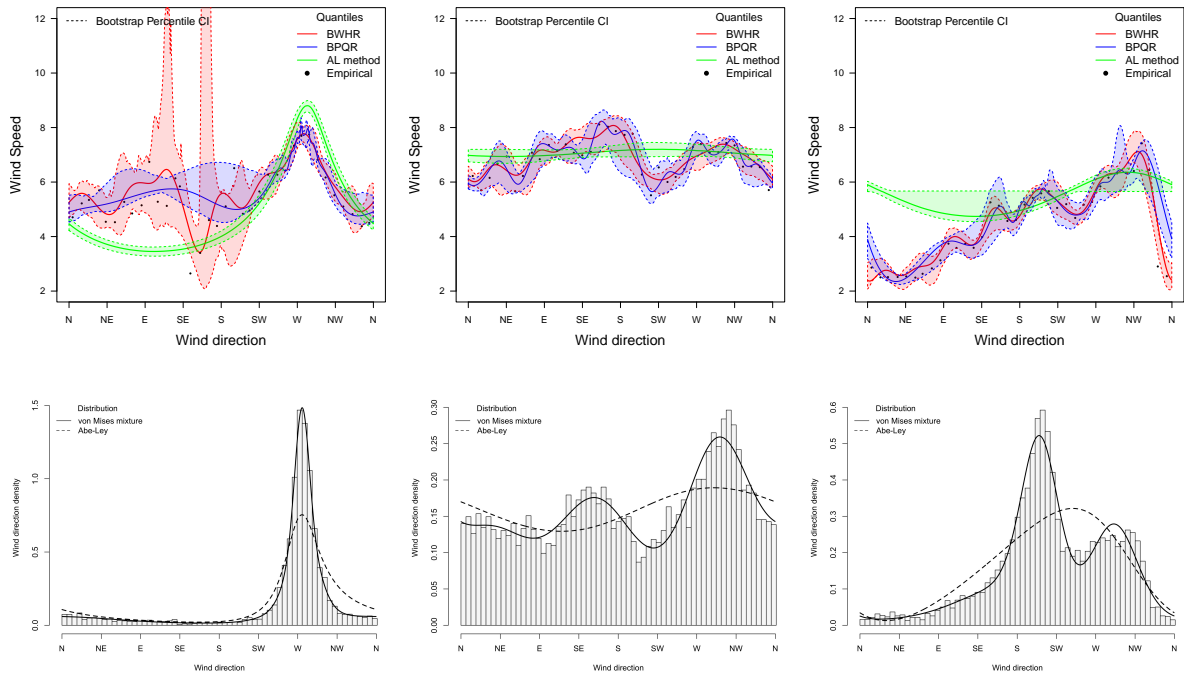 Bootstrap Percentile CI
Quantiles
BWHR
BPQR
AL method
Empirical
Wind Speed
12
10
8
6
4
2
N NE E SE S SW W NW N
Wind direction
Bootstrap Percentile CI
Quantiles
BWHR
BPQR
AL method
Empirical
Wind Speed
12
10
8
6
4
2
N NE E SE S SW W NW N
Wind direction
Bootstrap Percentile CI
Quantiles
BWHR
BPQR
AL method
Empirical
Wind Speed
12
10
8
6
4
2
N NE E SE S SW W NW N
Wind direction
Distribution
von Mises mixture
Abe-Ley
Wind direction density
1.5
1.0
0.5
0.0
N NE E SE S SW W NW N
Wind direction
Distribution
von Mises mixture
Abe-Ley
Wind direction density
0.30
0.25
0.20
0.15
0.10
0.05
0.00
N NE E SE S SW W NW N
Wind direction
Distribution
von Mises mixture
Abe-Ley
Wind direction density
0.6
0.5
0.4
0.3
0.2
0.1
0.0
N NE E SE S SW W NW N
Wind direction